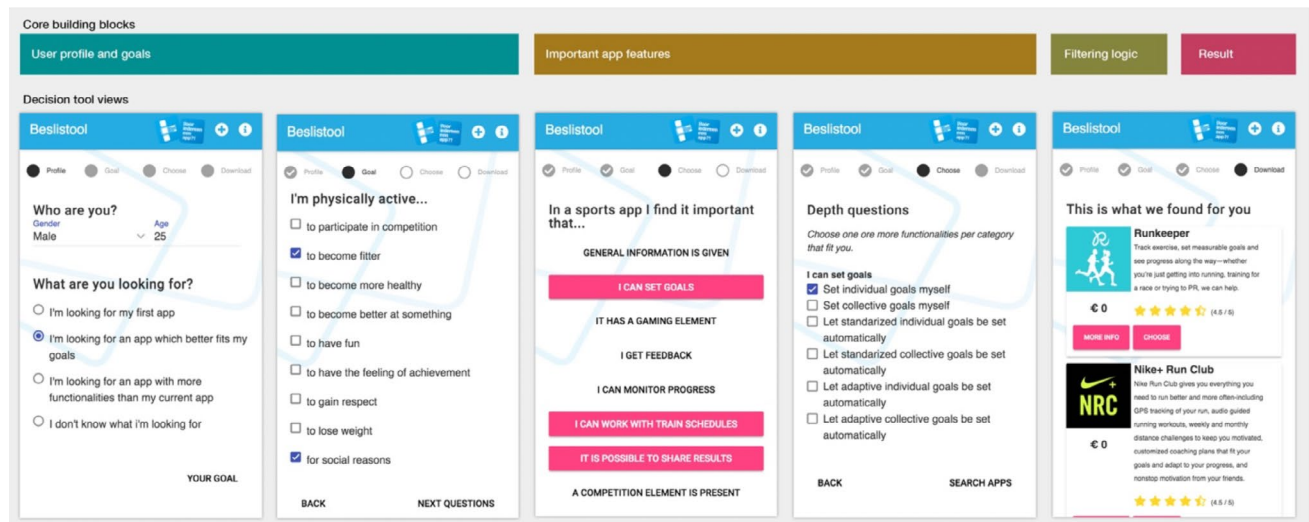 Core building blocks
User profile and goals
Important app features
Filtering logic
Result
Decision tool views
Beslistool
Profile Goal Choose Download
Who are you?
Gender Age
Male 25
What are you looking for?
I'm looking for my first app
I'm looking for an app which better fits my
goals
I'm looking for an app with more
functionalities than my current app
I don't know what i'm looking for
YOUR GOAL
Beslistool
Profile Goal Choose Download
I'm physically active...
to participate in competition
to become fitter
to become more healthy
to become better at something
to have fun
to have the feeling of achievement
to gain respect
to lose weight
for social reasons
BACK NEXT QUESTIONS
Beslistool
Profile Goal Choose Download
In a sports app I find it important
that...
GENERAL INFORMATION IS GIVEN
I CAN SET GOALS
IT HAS A GAMING ELEMENT
I GET FEEDBACK
I CAN MONITOR PROGRESS
I CAN WORK WITH TRAIN SCHEDULES
IT IS POSSIBLE TO SHARE RESULTS
A COMPETITION ELEMENT IS PRESENT
Beslistool
Profile Goal Choose Download
Depth questions
Choose one ore more functionalities per category
that fit you.
I can set goals
Set individual goals myself
Set collective goals myself
Let standarized individual goals be set
automatically
Let standarized collective goals be set
automatically
Let adaptive individual goals be set
automatically
Let adaptive collective goals be set
automatically
BACK SEARCH APPS
Beslistool
Profile Goal Choose Download
This is what we found for you
Runkeeper
Track exercise, set measurable goals and
see progress along the way—whether
you're just getting into running, training for
a race or trying to PR, we can help.
€ 0
(4.5 / 5)
MORE INFO CHOOSE
Nike+ Run Club
NRC
Nike Run Club gives you everything you
need to run better and more often-including
GPS tracking of your run, audio guided
running workouts, weekly and monthly
distance challenges to keep you motivated,
customized coaching plans that fit your
goals and adapt to your progress, and
nonstop motivation from your friends.
€ 0
(4.5 / 5)